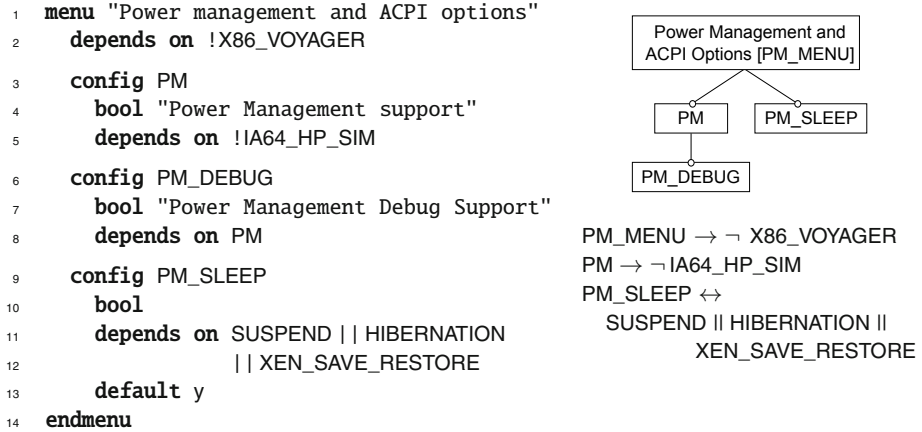 1 menu "Power management and ACPI options"
2 depends on !X86_VOYAGER
3 config PM
4 bool "Power Management support"
5 depends on !IA64_HP_SIM
6 config PM_DEBUG
7 bool "Power Management Debug Support"
8 depends on PM
9 config PM_SLEEP
10 bool
11 depends on SUSPEND || HIBERNATION
12 || XEN_SAVE_RESTORE
13 default y
14 endmenu
Power Management and
ACPI Options [PM_MENU]
PM
PM_SLEEP
PM_DEBUG
PM_MENU → ¬ X86_VOYAGER
PM → ¬ IA64_HP_SIM
PM_SLEEP ↔
SUSPEND || HIBERNATION ||
XEN_SAVE_RESTORE